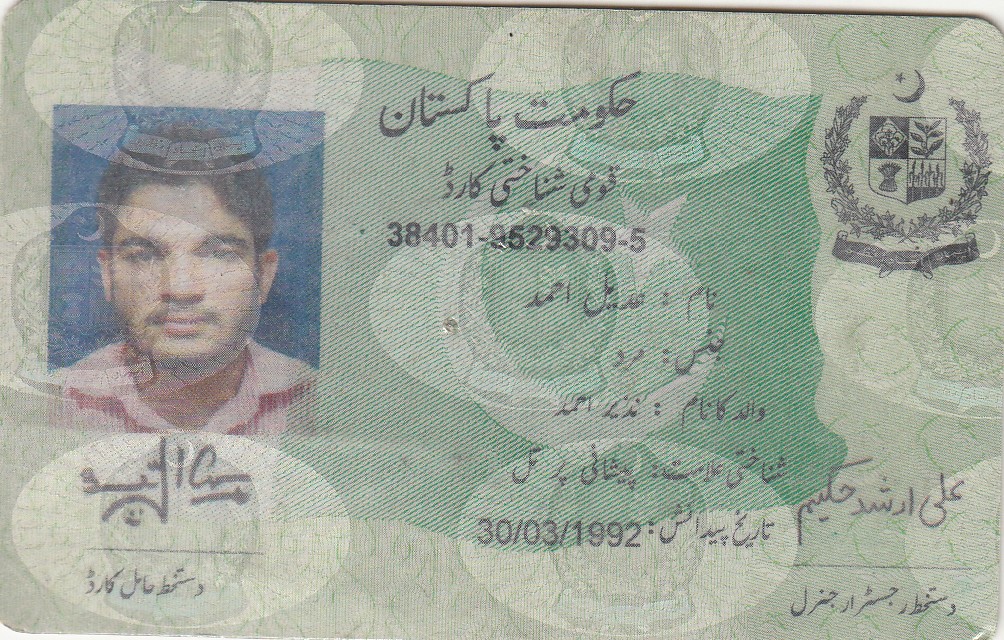 حکومت پاکستان
قومی شناختی کارڈ
38401-9529309-5
نام : عدیل احمد
جنس: مرد
والد کا نام : نذیر احمد
شناختی علامت: پیشانی پر تل
تاریخ پیدائش: 30/03/1992
علی ارشد حکیم
دستخط حامل کارڈ
دستخط رجسٹرار جنرل